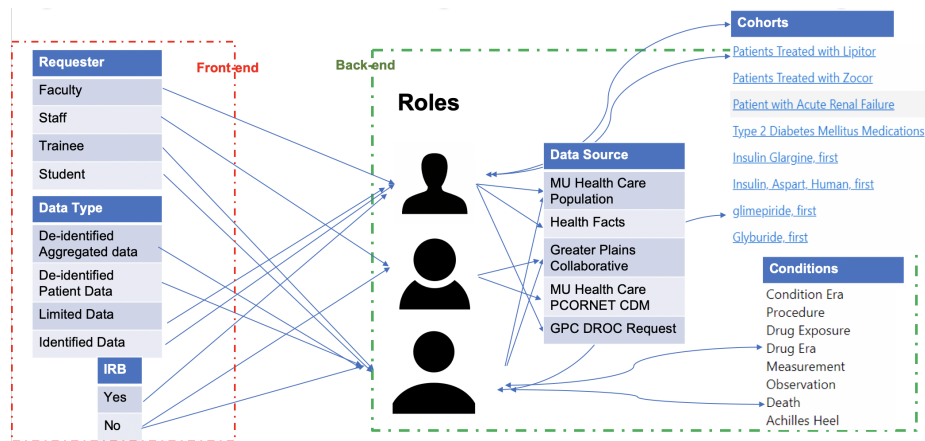 Requester
Faculty
Staff
Trainee
Student
Data Type
De-identified
Aggregated data
De-identified
Patient Data
Limited Data
Identified Data
IRB
Yes
No
Front-end
Back-end
Roles
Data Source
MU Health Care
Population
Health Facts
Greater Plains
Collaborative
MU Health Care
PCORNET CDM
GPC DROC Request
Cohorts
Patients Treated with Lipitor
Patients Treated with Zocor
Patient with Acute Renal Failure
Type 2 Diabetes Mellitus Medications
Insulin Glargine, first
Insulin, Aspart, Human, first
glimepiride, first
Glyburide, first
Conditions
Condition Era
Procedure
Drug Exposure
Drug Era
Measurement
Observation
Death
Achilles Heel